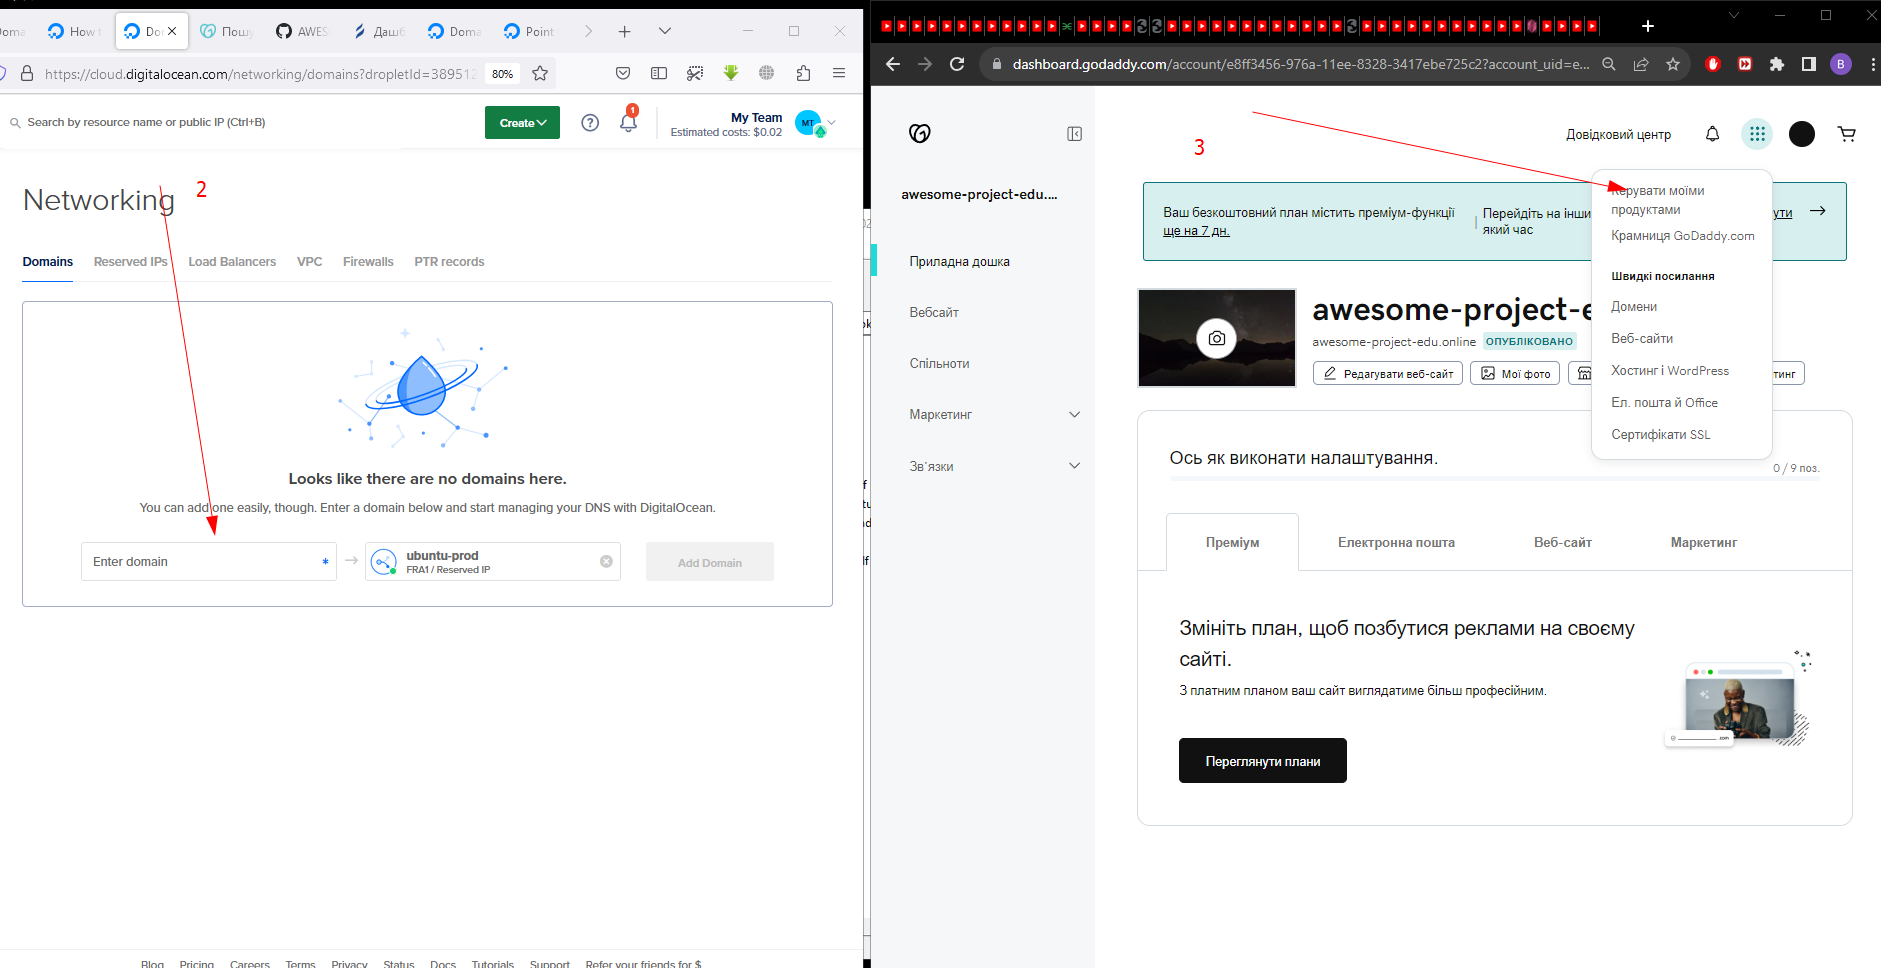 How t
Do
Пошу
AWES
Даш
Doma
Point
https://cloud.digitalocean.com/networking/domains?dropletId=389512
80%
Search by resource name or public IP (Ctrl+B)
Create
1
My Team
Estimated costs: $0.02
MT
Networking
2
Domains
Reserved IPs
Load Balancers
VPC
Firewalls
PTR records
Looks like there are no domains here.
You can add one easily, though. Enter a domain below and start managing your DNS with DigitalOcean.
Enter domain *
ubuntu-prod
FRA1 / Reserved IP
Add Domain
Blog Pricing Careers Terms Privacy Status Docs Tutorials Support Refer your friends for $
dashboard.godaddy.com/account/e8ff3456-976a-11ee-8328-3417ebe725c2?account_uid=e...
B
3
Довідковий центр
awesome-project-edu....
Приладна дошка
Вебсайт
Спільноти
Маркетинг
Зв'язки
Ваш безкоштовний план містить преміум-функції
ще на 7 дн.
Перейдіть на інши
який час
ути
Керувати моїми
продуктами
Крамниця GoDaddy.com
Швидкі посилання
Домени
Веб-сайти
Хостинг і WordPress
Ел. пошта й Office
Сертифікати SSL
awesome-project-e
awesome-project-edu.online
ОПУБЛІКОВАНО
Редагувати веб-сайт
Мої фото
тинг
Ось як виконати налаштування.
0 / 9 поз.
Преміум
Електронна пошта
Веб-сайт
Маркетинг
Змініть план, щоб позбутися реклами на своєму
сайті.
З платним планом ваш сайт виглядатиме більш професійним.
Переглянути плани
.com